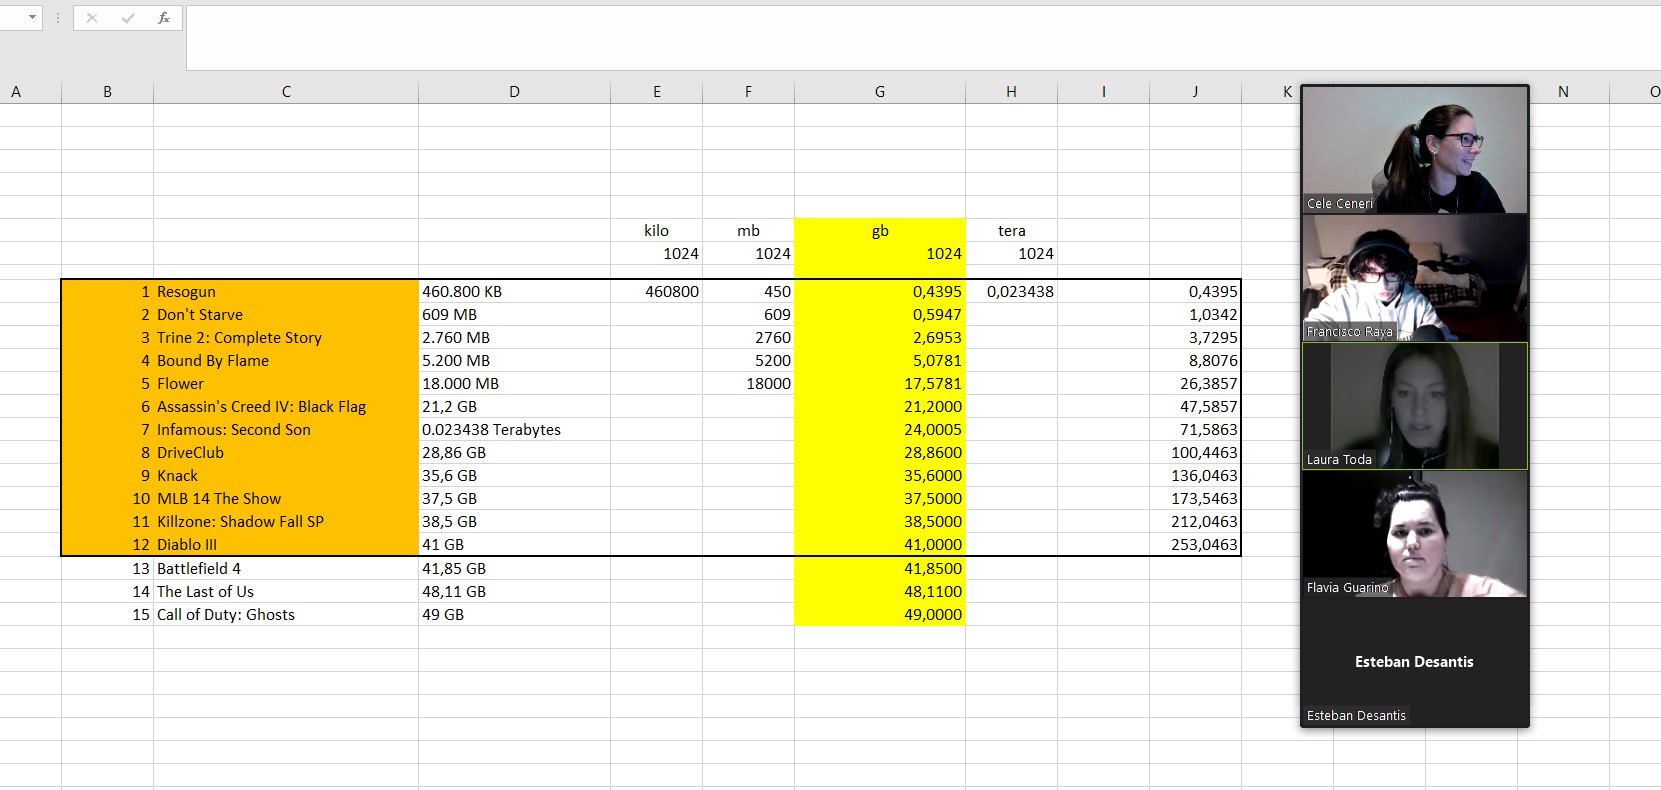 fx
A B C D E F G H I J K N O
kilo mb gb tera
1024 1024 1024 1024
1 Resogun 460.800 KB 460800 450 0,4395 0,023438 0,4395
2 Don't Starve 609 MB 609 0,5947 1,0342
3 Trine 2: Complete Story 2.760 MB 2760 2,6953 3,7295
4 Bound By Flame 5.200 MB 5200 5,0781 8,8076
5 Flower 18.000 MB 18000 17,5781 26,3857
6 Assassin's Creed IV: Black Flag 21,2 GB 21,2000 47,5857
7 Infamous: Second Son 0.023438 Terabytes 24,0005 71,5863
8 DriveClub 28,86 GB 28,8600 100,4463
9 Knack 35,6 GB 35,6000 136,0463
10 MLB 14 The Show 37,5 GB 37,5000 173,5463
11 Killzone: Shadow Fall SP 38,5 GB 38,5000 212,0463
12 Diablo III 41 GB 41,0000 253,0463
13 Battlefield 4 41,85 GB 41,8500
14 The Last of Us 48,11 GB 48,1100
15 Call of Duty: Ghosts 49 GB 49,0000
Cele Ceneri
Francisco Raya
Laura Toda
Flavia Guarino
Esteban Desantis
Esteban Desantis